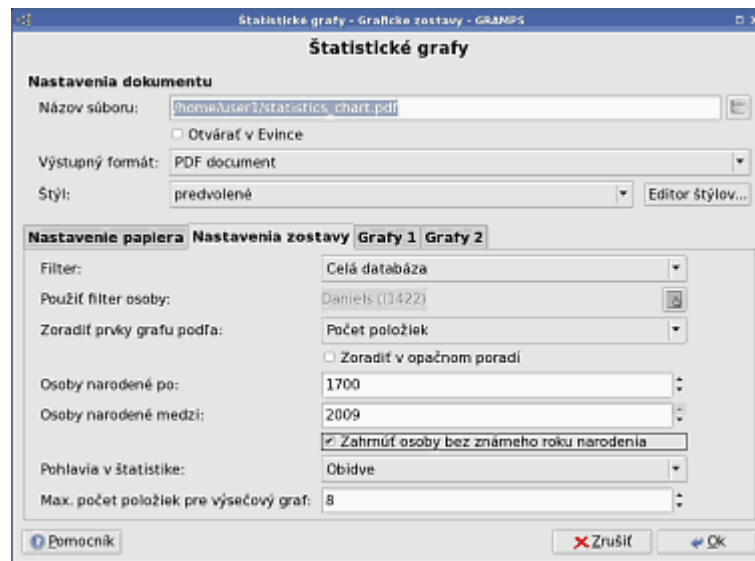 Štatistické grafy - Graficke zostavy - GRAMPS
Štatistické grafy
Nastavenia dokumentu
Názov súboru: /home/user1/statistics_chart.pdf
Otvárať v Evince
Výstupný formát: PDF document
Štýl: predvolené Editor štýlov...
Nastavenie papiera Nastavenia zostavy Grafy 1 Grafy 2
Filter: Celá databáza
Použiť filter osoby: Daniels (I1422)
Zoradiť prvky grafu podľa: Počet položiek
Zoradiť v opačnom poradí
Osoby narodené po: 1700
Osoby narodené medzi: 2009
Zahrnúť osoby bez známeho roku narodenia
Pohlavia v štatistike: Obidve
Max. počet položiek pre výsečový graf: 8
Pomocník Zrušiť Ok